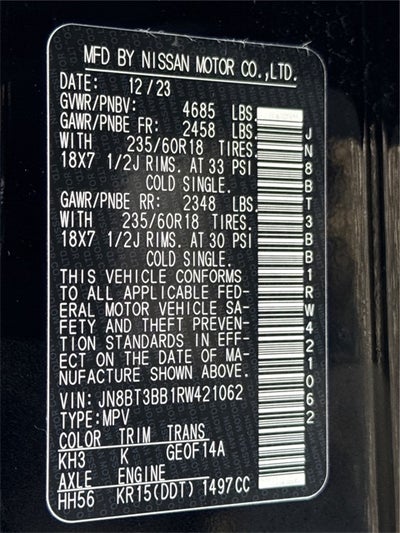 MFD BY NISSAN MOTOR CO.,LTD.
DATE: 12/23
GVWR/PNBV: 4685 LBS.
GAWR/PNBE FR: 2458 LBS.
WITH 235/60R18 TIRES.
18X7 1/2J RIMS. AT 33 PSI
COLD SINGLE.
GAWR/PNBE RR: 2348 LBS.
WITH 235/60R18 TIRES.
18X7 1/2J RIMS. AT 30 PSI
COLD SINGLE.
THIS VEHICLE CONFORMS
TO ALL APPLICABLE FED-
ERAL MOTOR VEHICLE SA-
FETY AND THEFT PREVEN-
TION STANDARDS IN EFF-
ECT ON THE DATE OF MA-
NUFACTURE SHOWN ABOVE.
VIN: JN8BT3BB1RW421062
TYPE:MPV
COLOR TRIM TRANS
KH3 K GEOF14A
AXLE ENGINE
HH56 KR15(DDT) 1497CC
JN8BT3BB1RW421062